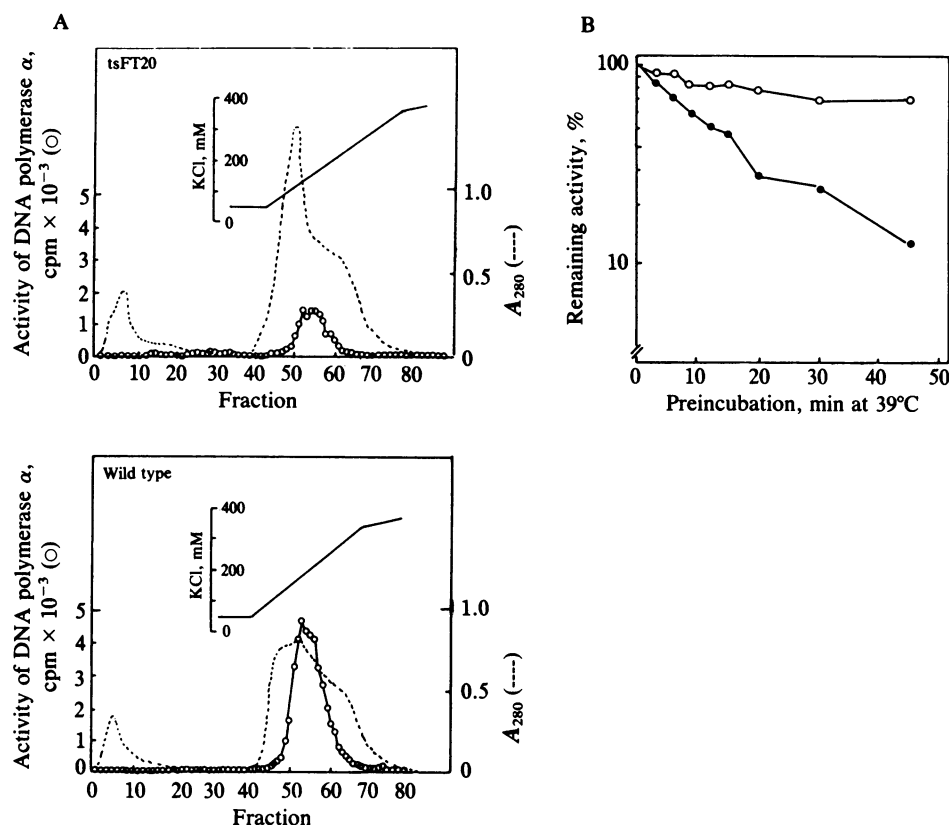 A
tsFT20
Activity of DNA polymerase α,
cpm × 10⁻³ (○)
5
4
3
2
1
0
KCl, mM
400
200
0
1.0
0.5
0
A₂₈₀ (----)
0 10 20 30 40 50 60 70 80
Fraction
B
Remaining activity, %
100
10
0 10 20 30 40 50
Preincubation, min at 39°C
Wild type
Activity of DNA polymerase α,
cpm × 10⁻³ (○)
5
4
3
2
1
0
KCl, mM
400
200
0
1.0
0.5
0
A₂₈₀ (----)
0 10 20 30 40 50 60 70 80
Fraction